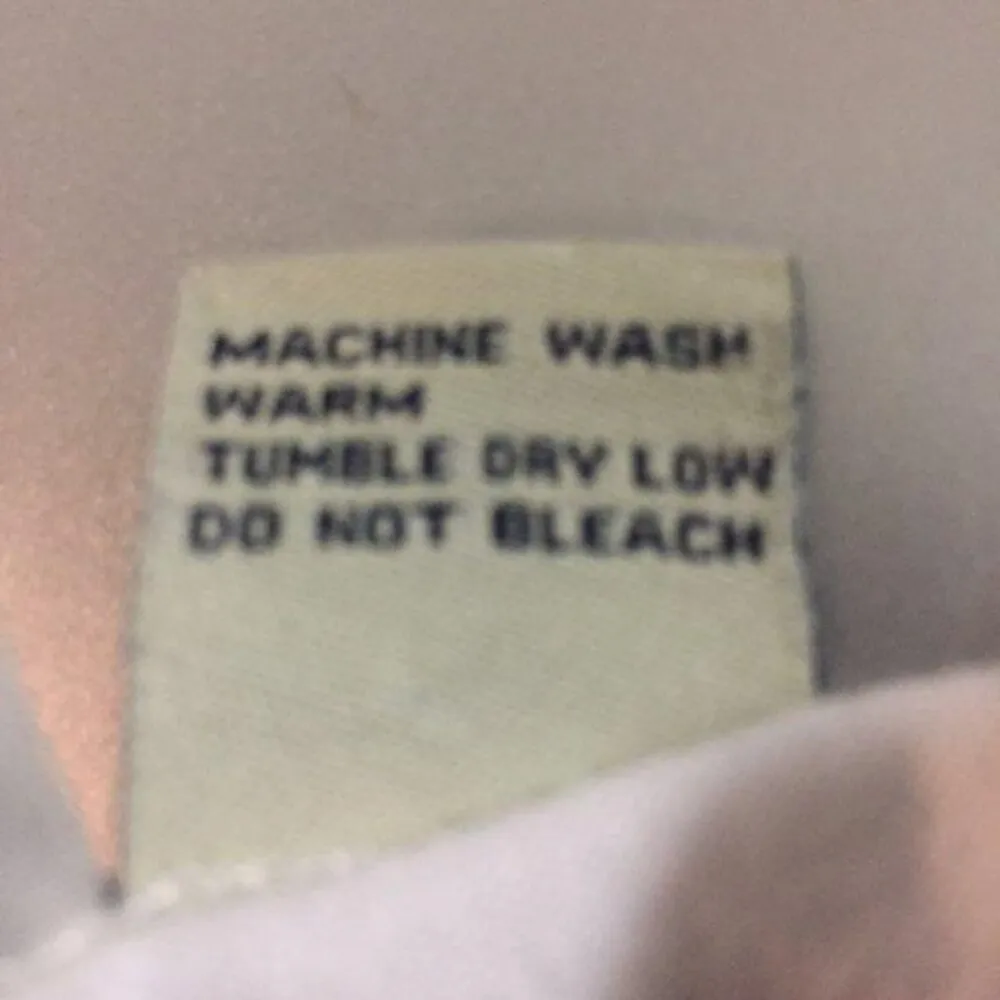 MACHINE WASH
WARM
TUMBLE DRY LOW
DO NOT BLEACH